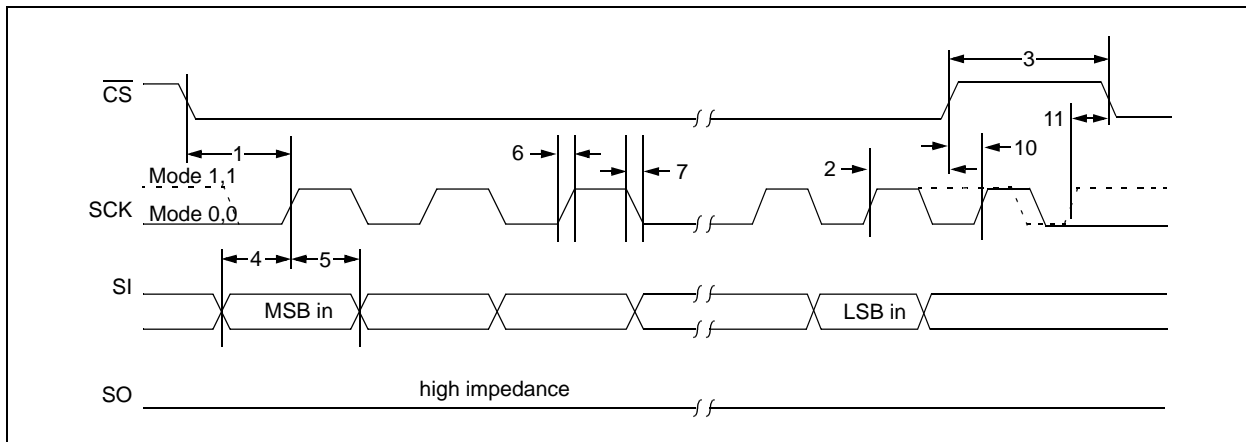 3
CS
11
1
6
7
2
10
Mode 1,1
SCK
Mode 0,0
4
5
SI
MSB in
LSB in
SO
high impedance